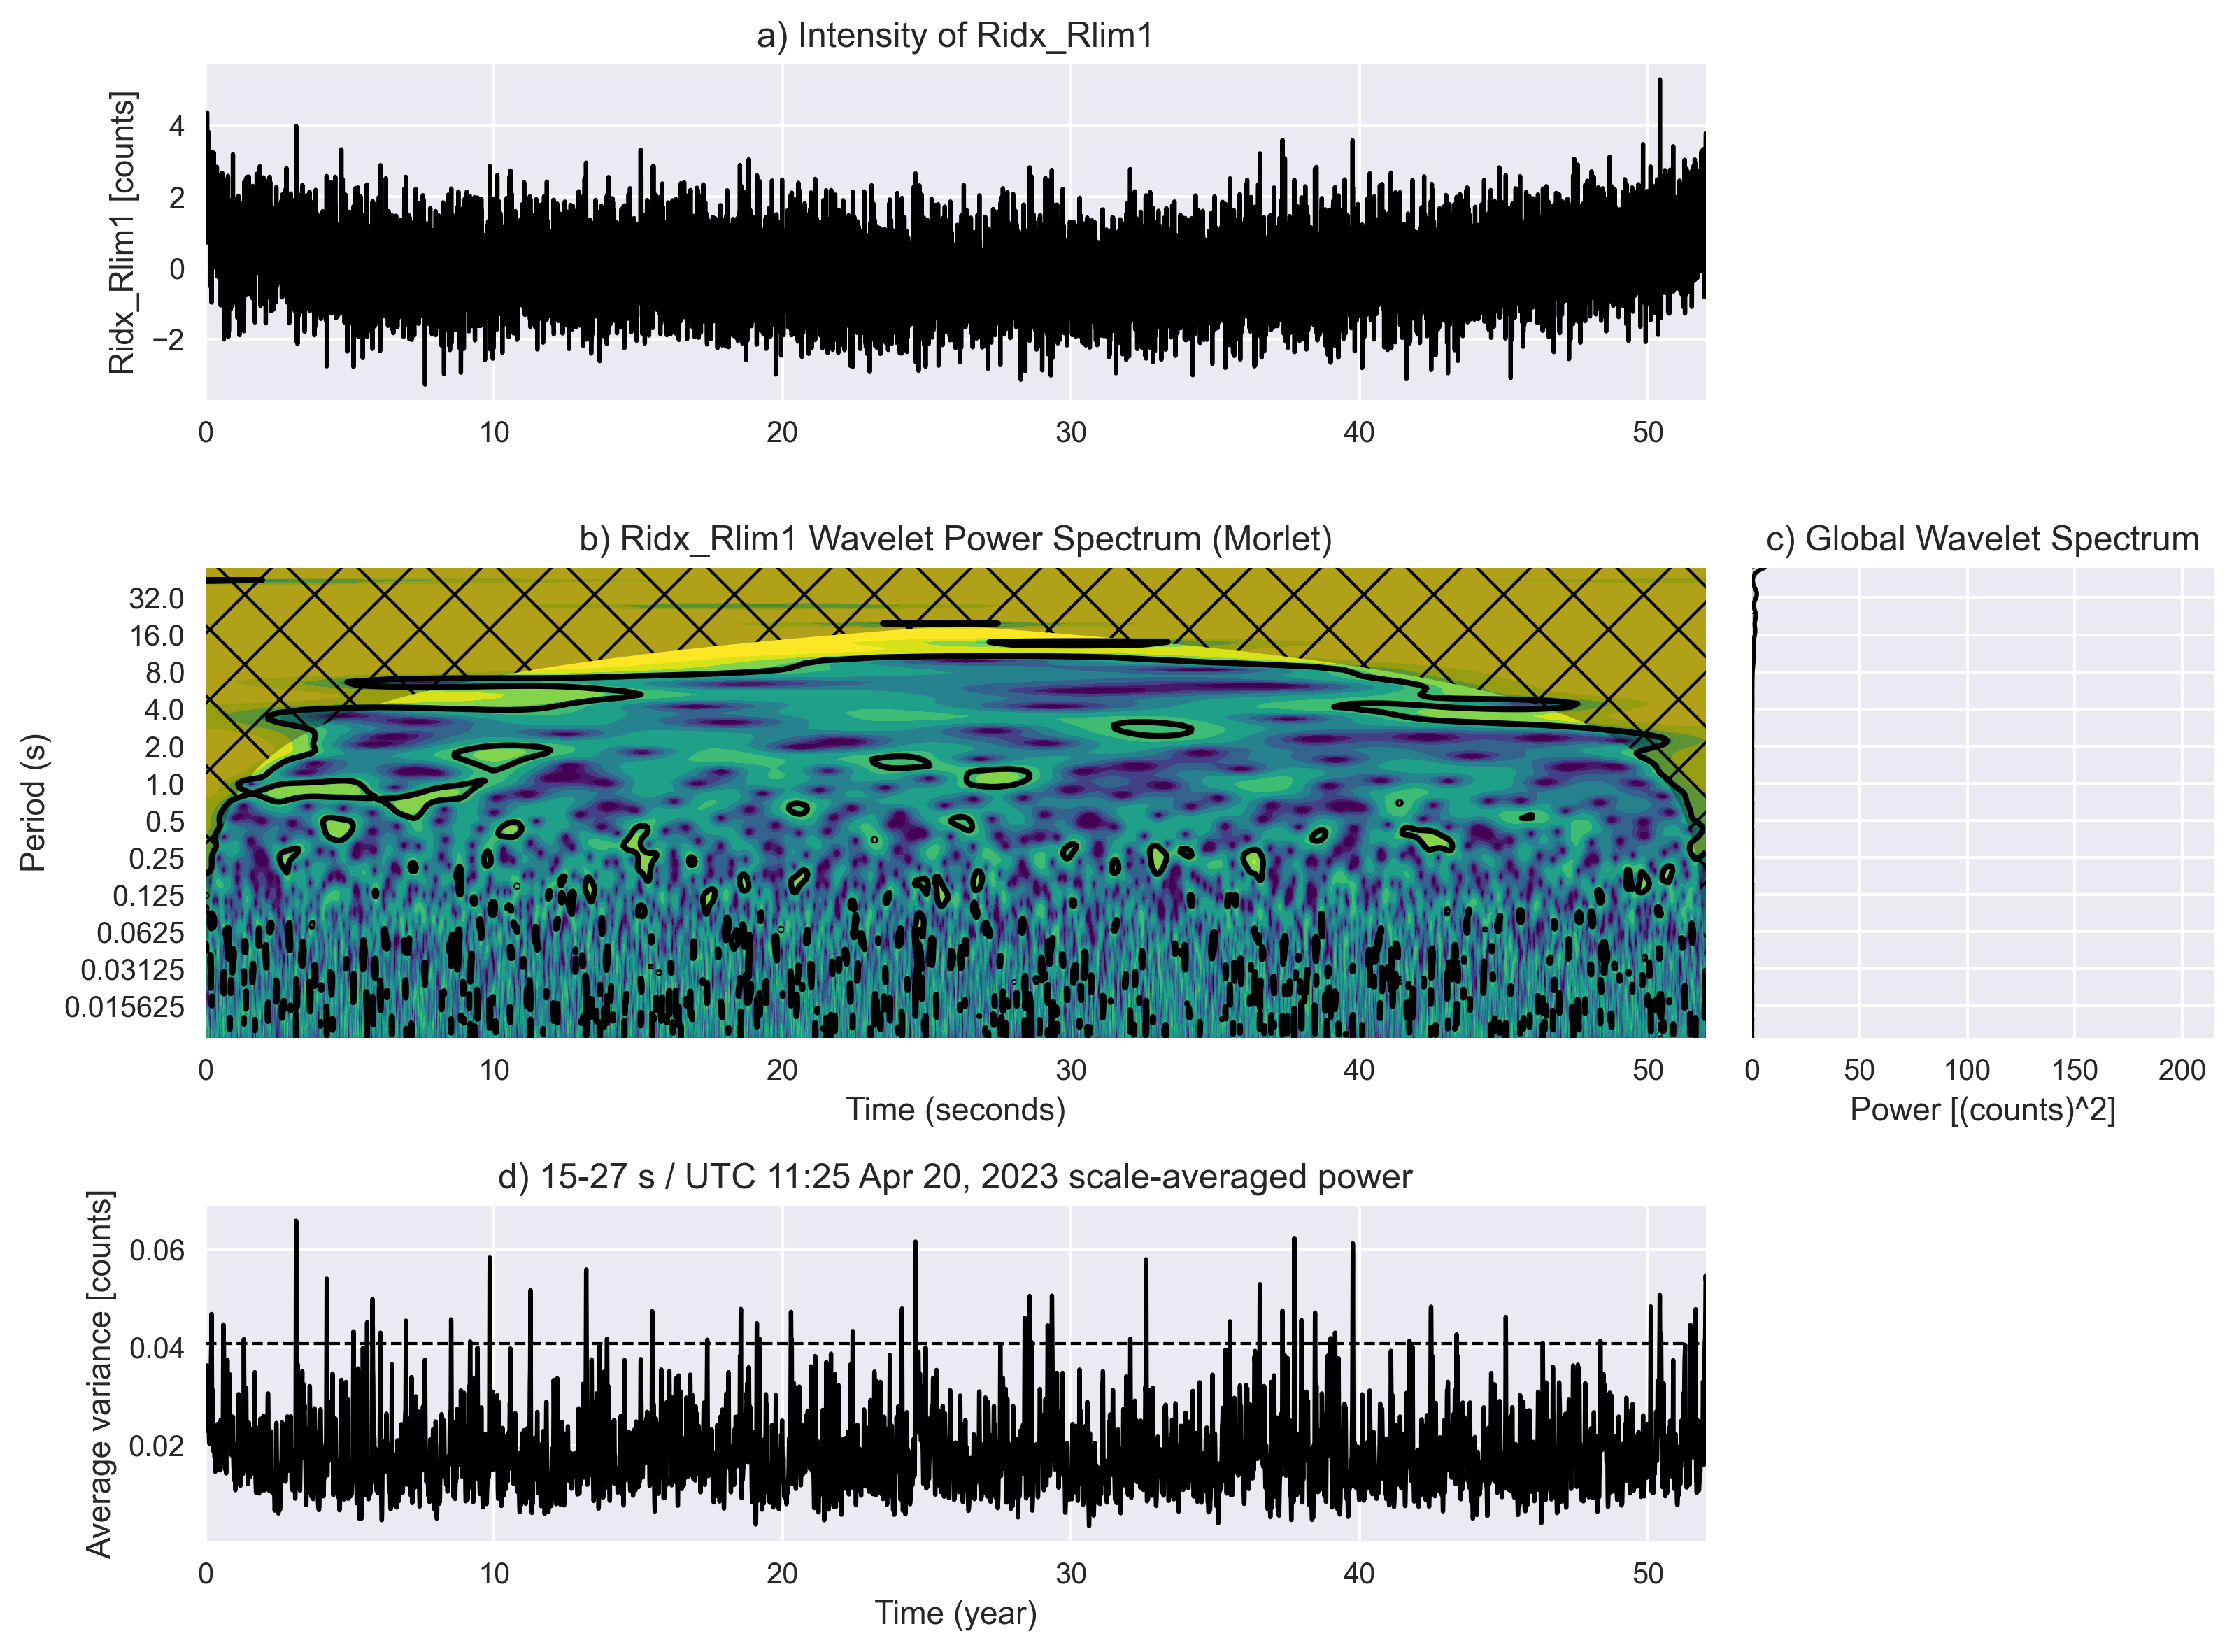 a) Intensity of Ridx_Rlim1
Ridx_Rlim1 [counts]
4
2
0
−2
0 10 20 30 40 50
b) Ridx_Rlim1 Wavelet Power Spectrum (Morlet)
Period (s)
32.0
16.0
8.0
4.0
2.0
1.0
0.5
0.25
0.125
0.0625
0.03125
0.015625
0 10 20 30 40 50
Time (seconds)
c) Global Wavelet Spectrum
0 50 100 150 200
Power [(counts)^2]
d) 15-27 s / UTC 11:25 Apr 20, 2023 scale-averaged power
Average variance [counts]
0.06
0.04
0.02
0 10 20 30 40 50
Time (year)